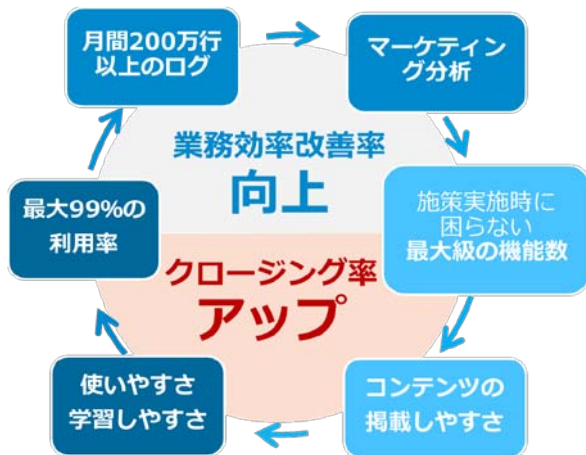 月間200万行
以上のログ
マーケティン
グ分析
業務効率改善率
向上
最大99%の
利用率
施策実施時に
困らない
最大級の機能数
クロージング率
アップ
使いやすさ
学習しやすさ
コンテンツの
掲載しやすさ